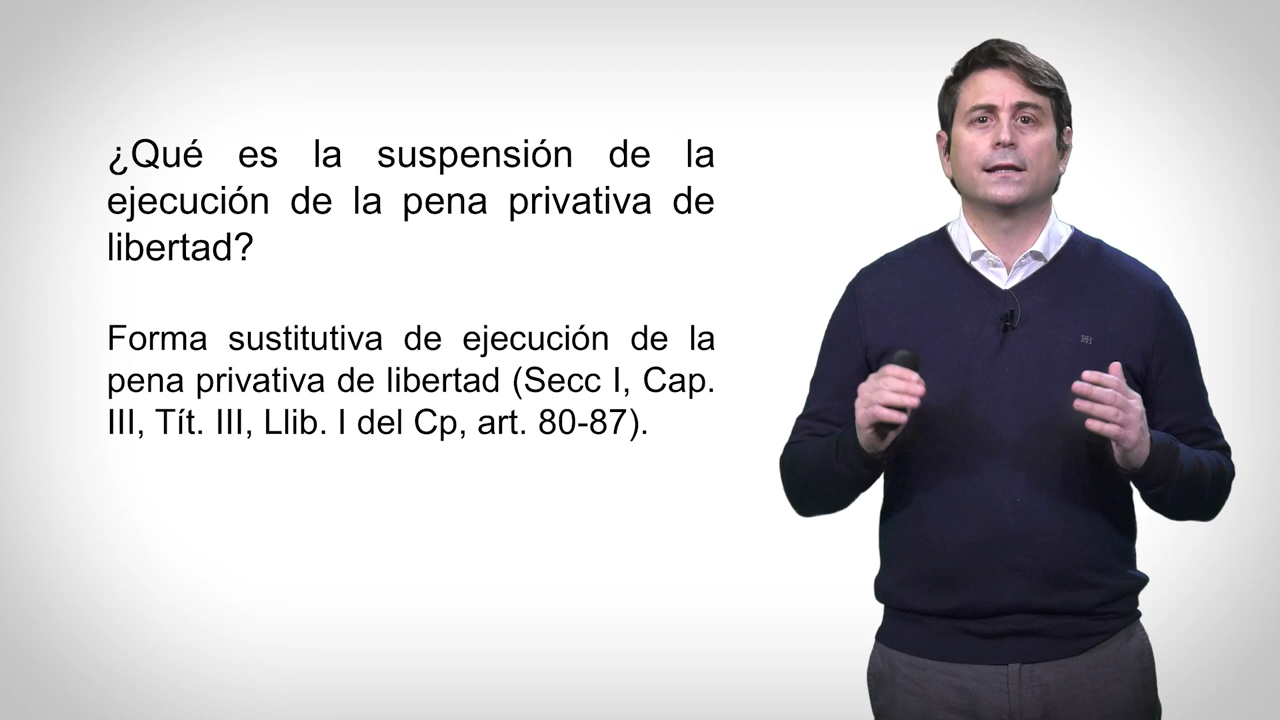 ¿Qué es la suspensión de la
ejecución de la pena privativa de
libertad?
Forma sustitutiva de ejecución de la
pena privativa de libertad (Secc I, Cap.
III, Tít. III, Llib. I del Cp, art. 80-87).